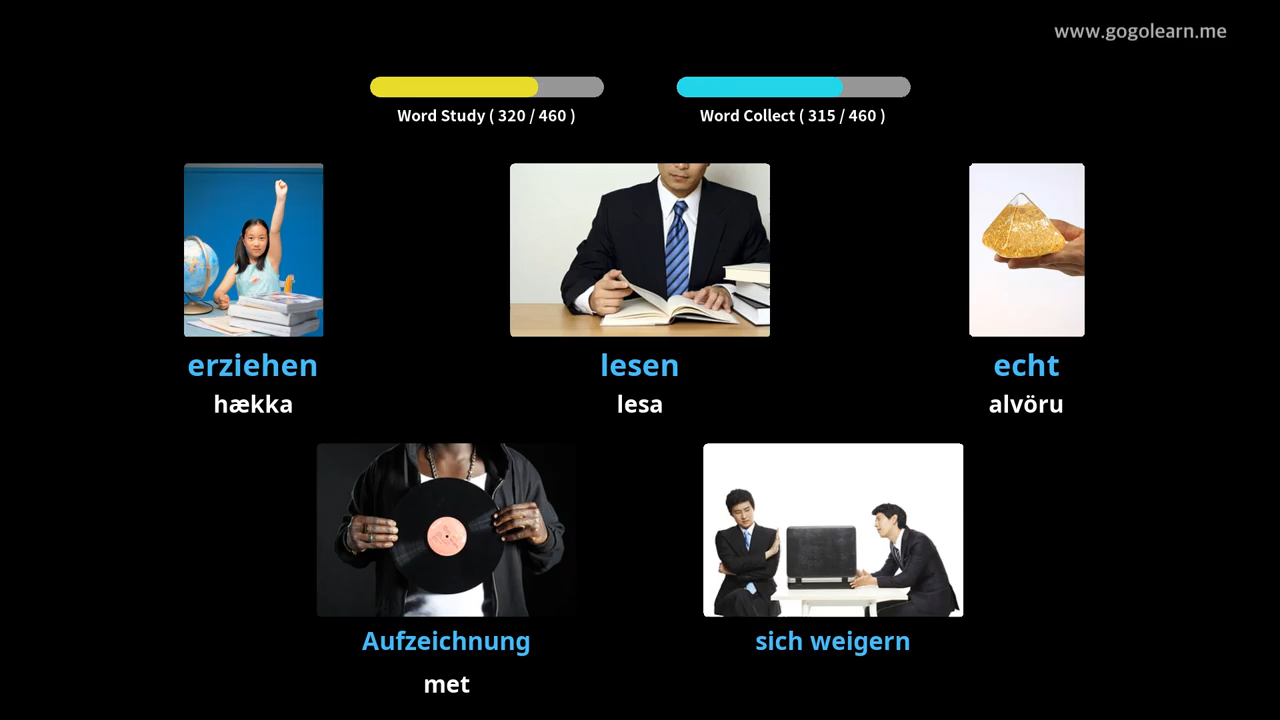 www.gogolearn.me
Word Study ( 320 / 460 )
Word Collect ( 315 / 460 )
erziehen
hækka
lesen
lesa
echt
alvöru
Aufzeichnung
met
sich weigern